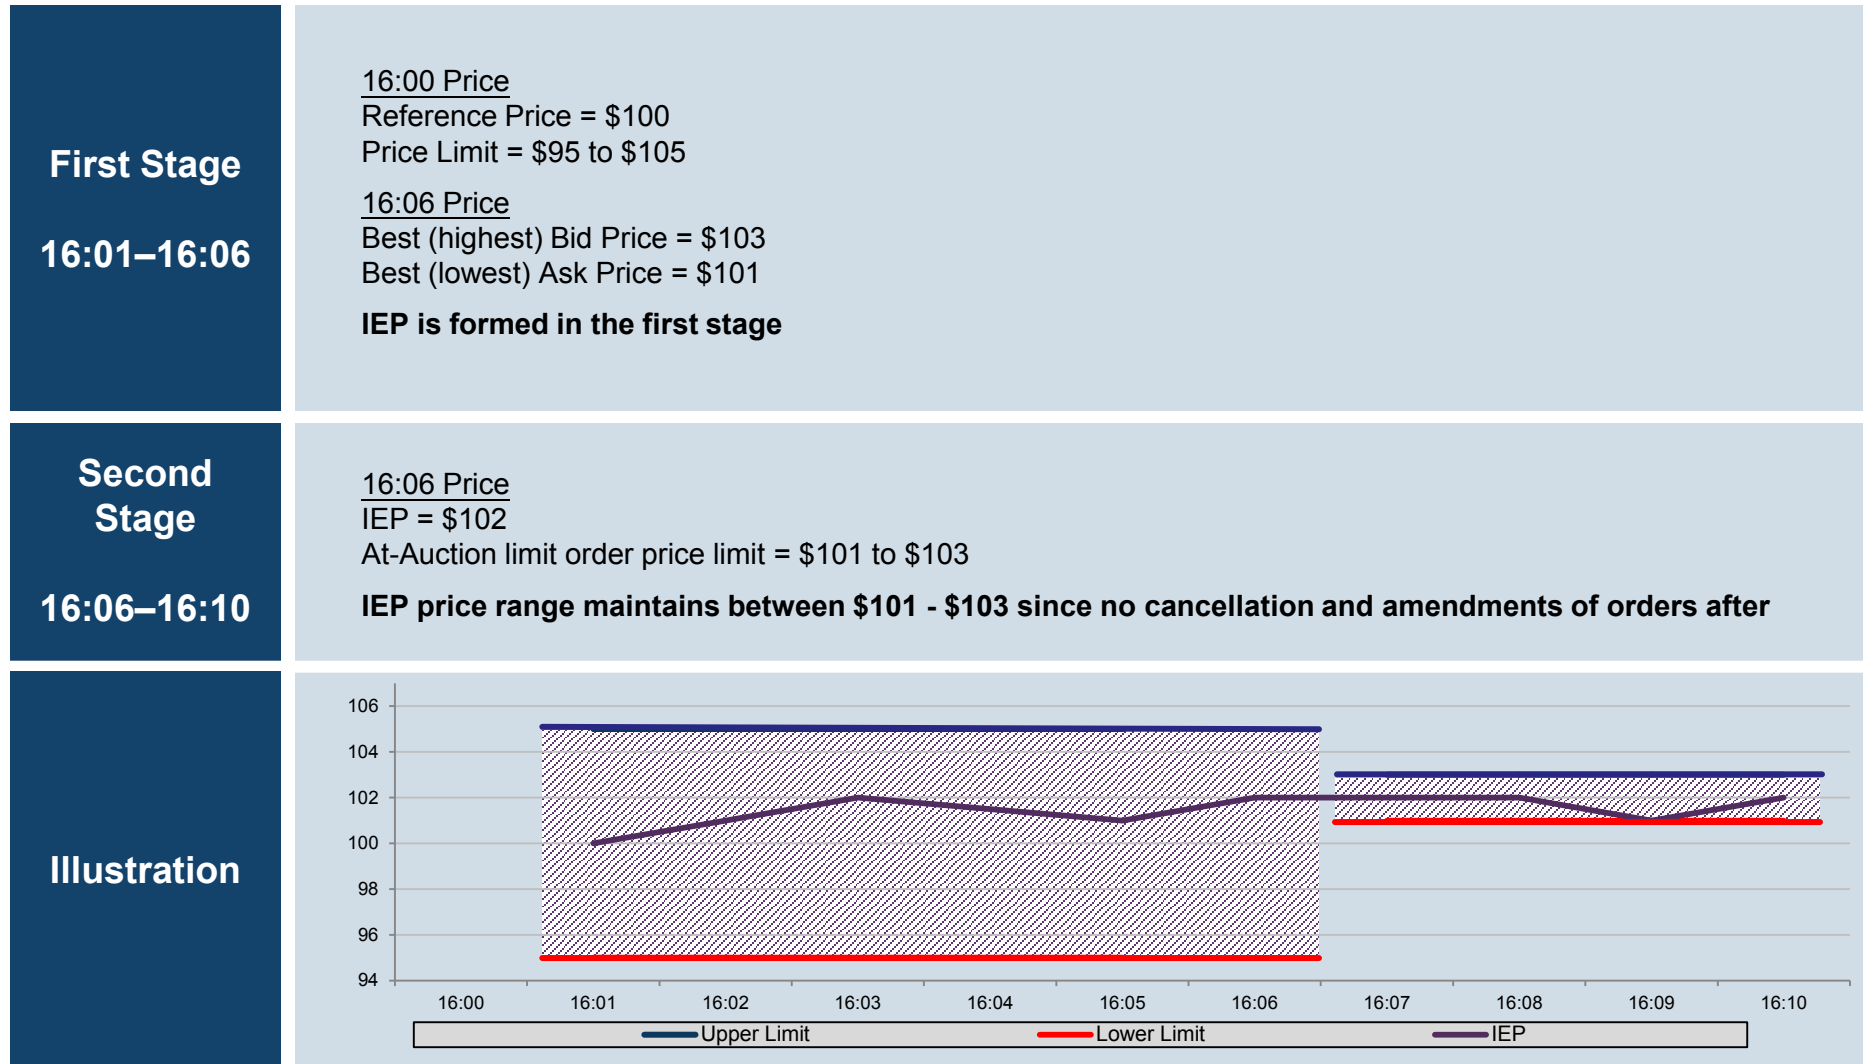 First Stage
16:01–16:06
16:00 Price
Reference Price = $100
Price Limit = $95 to $105
16:06 Price
Best (highest) Bid Price = $103
Best (lowest) Ask Price = $101
IEP is formed in the first stage
Second
Stage
16:06–16:10
16:06 Price
IEP = $102
At-Auction limit order price limit = $101 to $103
IEP price range maintains between $101 - $103 since no cancellation and amendments of orders after
Illustration
106
104
102
100
98
96
94
16:00 16:01 16:02 16:03 16:04 16:05 16:06 16:07 16:08 16:09 16:10
Upper Limit Lower Limit IEP